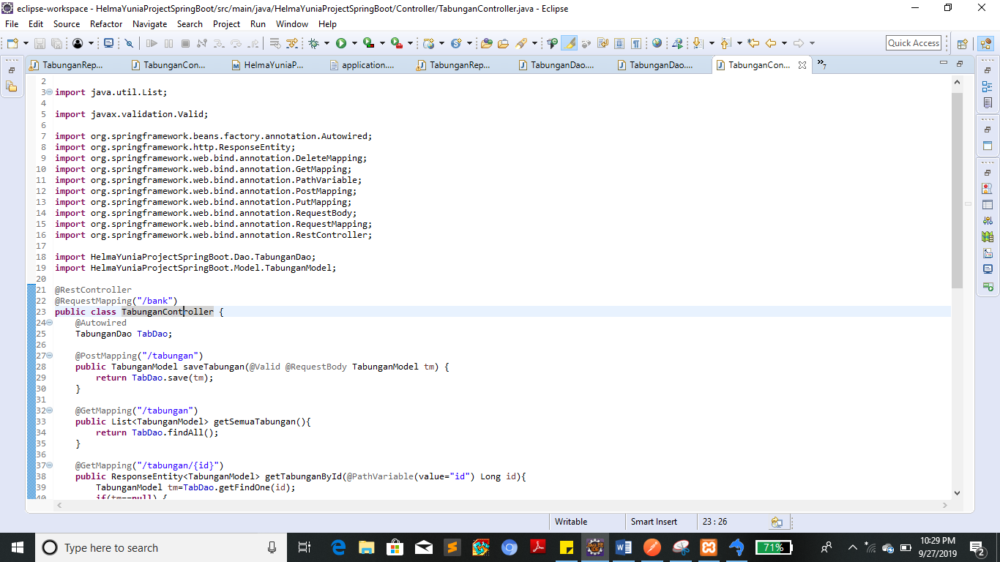 eclipse-workspace - HelmaYuniaProjectSpringBoot/src/main/java/HelmaYuniaProjectSpringBoot/Controller/TabunganController.java - Eclipse
File Edit Source Refactor Navigate Search Project Run Window Help
Quick Access
TabunganRep... TabunganCon... HelmaYuniaP... application.... TabunganRep... TabunganDao.... TabunganDao.... TabunganCon... »7
2
3 import java.util.List;
4
5 import javax.validation.Valid;
6
7 import org.springframework.beans.factory.annotation.Autowired;
8 import org.springframework.http.ResponseEntity;
9 import org.springframework.web.bind.annotation.DeleteMapping;
10 import org.springframework.web.bind.annotation.GetMapping;
11 import org.springframework.web.bind.annotation.PathVariable;
12 import org.springframework.web.bind.annotation.PostMapping;
13 import org.springframework.web.bind.annotation.PutMapping;
14 import org.springframework.web.bind.annotation.RequestBody;
15 import org.springframework.web.bind.annotation.RequestMapping;
16 import org.springframework.web.bind.annotation.RestController;
17
18 import HelmaYuniaProjectSpringBoot.Dao.TabunganDao;
19 import HelmaYuniaProjectSpringBoot.Model.TabunganModel;
20
21 @RestController
22 @RequestMapping("/bank")
23 public class TabunganController {
24 @Autowired
25 TabunganDao TabDao;
26
27 @PostMapping("/tabungan")
28 public TabunganModel saveTabungan(@Valid @RequestBody TabunganModel tm) {
29 return TabDao.save(tm);
30 }
31
32 @GetMapping("/tabungan")
33 public List<TabunganModel> getSemuaTabungan(){
34 return TabDao.findAll();
35 }
36
37 @GetMapping("/tabungan/{id}")
38 public ResponseEntity<TabunganModel> getTabunganById(@PathVariable(value="id") Long id){
39 TabunganModel tm=TabDao.getFindOne(id);
40 if(tm==null) {
Writable Smart Insert 23 : 26
Type here to search
71%
10:29 PM
9/27/2019
2